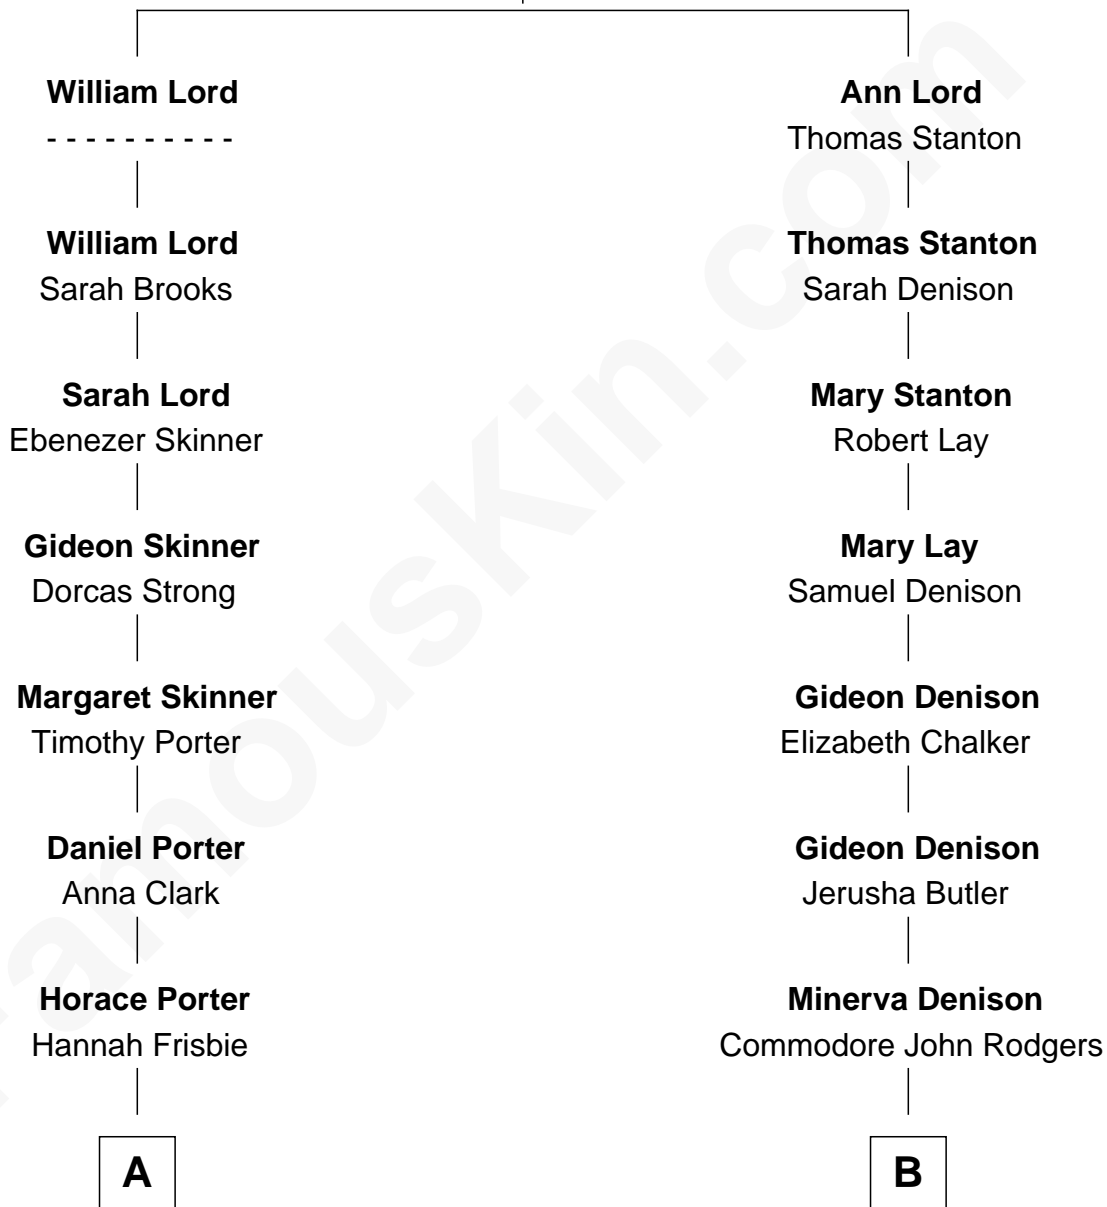 William Lord
- - - - - - - - - -
William Lord
Sarah Brooks
Sarah Lord
Ebenezer Skinner
Gideon Skinner
Dorcas Strong
Margaret Skinner
Timothy Porter
Daniel Porter
Anna Clark
Horace Porter
Hannah Frisbie
A
Ann Lord
Thomas Stanton
Thomas Stanton
Sarah Denison
Mary Stanton
Robert Lay
Mary Lay
Samuel Denison
Gideon Denison
Elizabeth Chalker
Gideon Denison
Jerusha Butler
Minerva Denison
Commodore John Rodgers
B
FamousKin.com